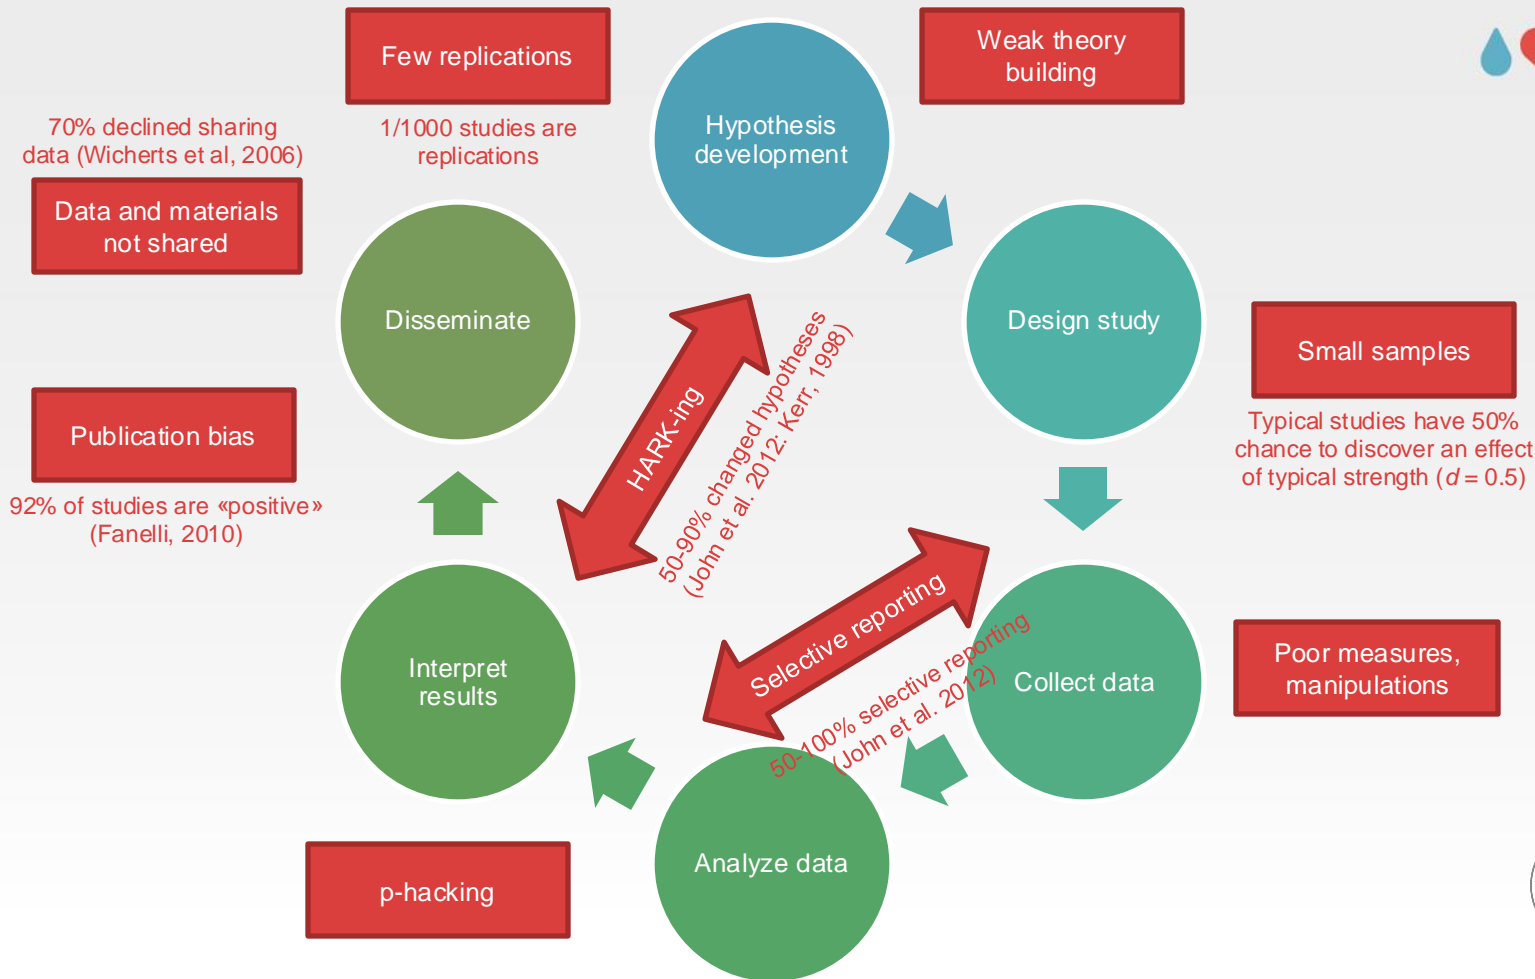 Few replications
1/1000 studies are
replications
Weak theory
building
70% declined sharing
data (Wicherts et al, 2006)
Data and materials
not shared
Hypothesis
development
Disseminate
Design study
Small samples
Typical studies have 50%
chance to discover an effect
of typical strength (d = 0.5)
HARK-ing
50-90% changed hypotheses
(John et al. 2012: Kerr, 1998)
Publication bias
92% of studies are «positive»
(Fanelli, 2010)
Selective reporting
50-100% selective reporting
(John et al. 2012)
Interpret
results
Collect data
Poor measures,
manipulations
Analyze data
p-hacking